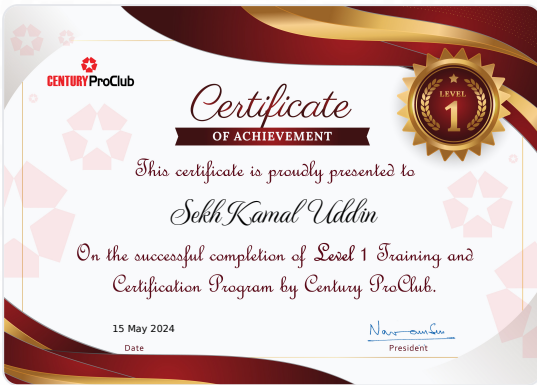 CENTURY ProClub
Certificate
OF ACHIEVEMENT
LEVEL
1
This certificate is proudly presented to
Sekh Kamal Uddin
On the successful completion of Level 1 Training and
Certification Program by Century ProClub.
15 May 2024
Date
President